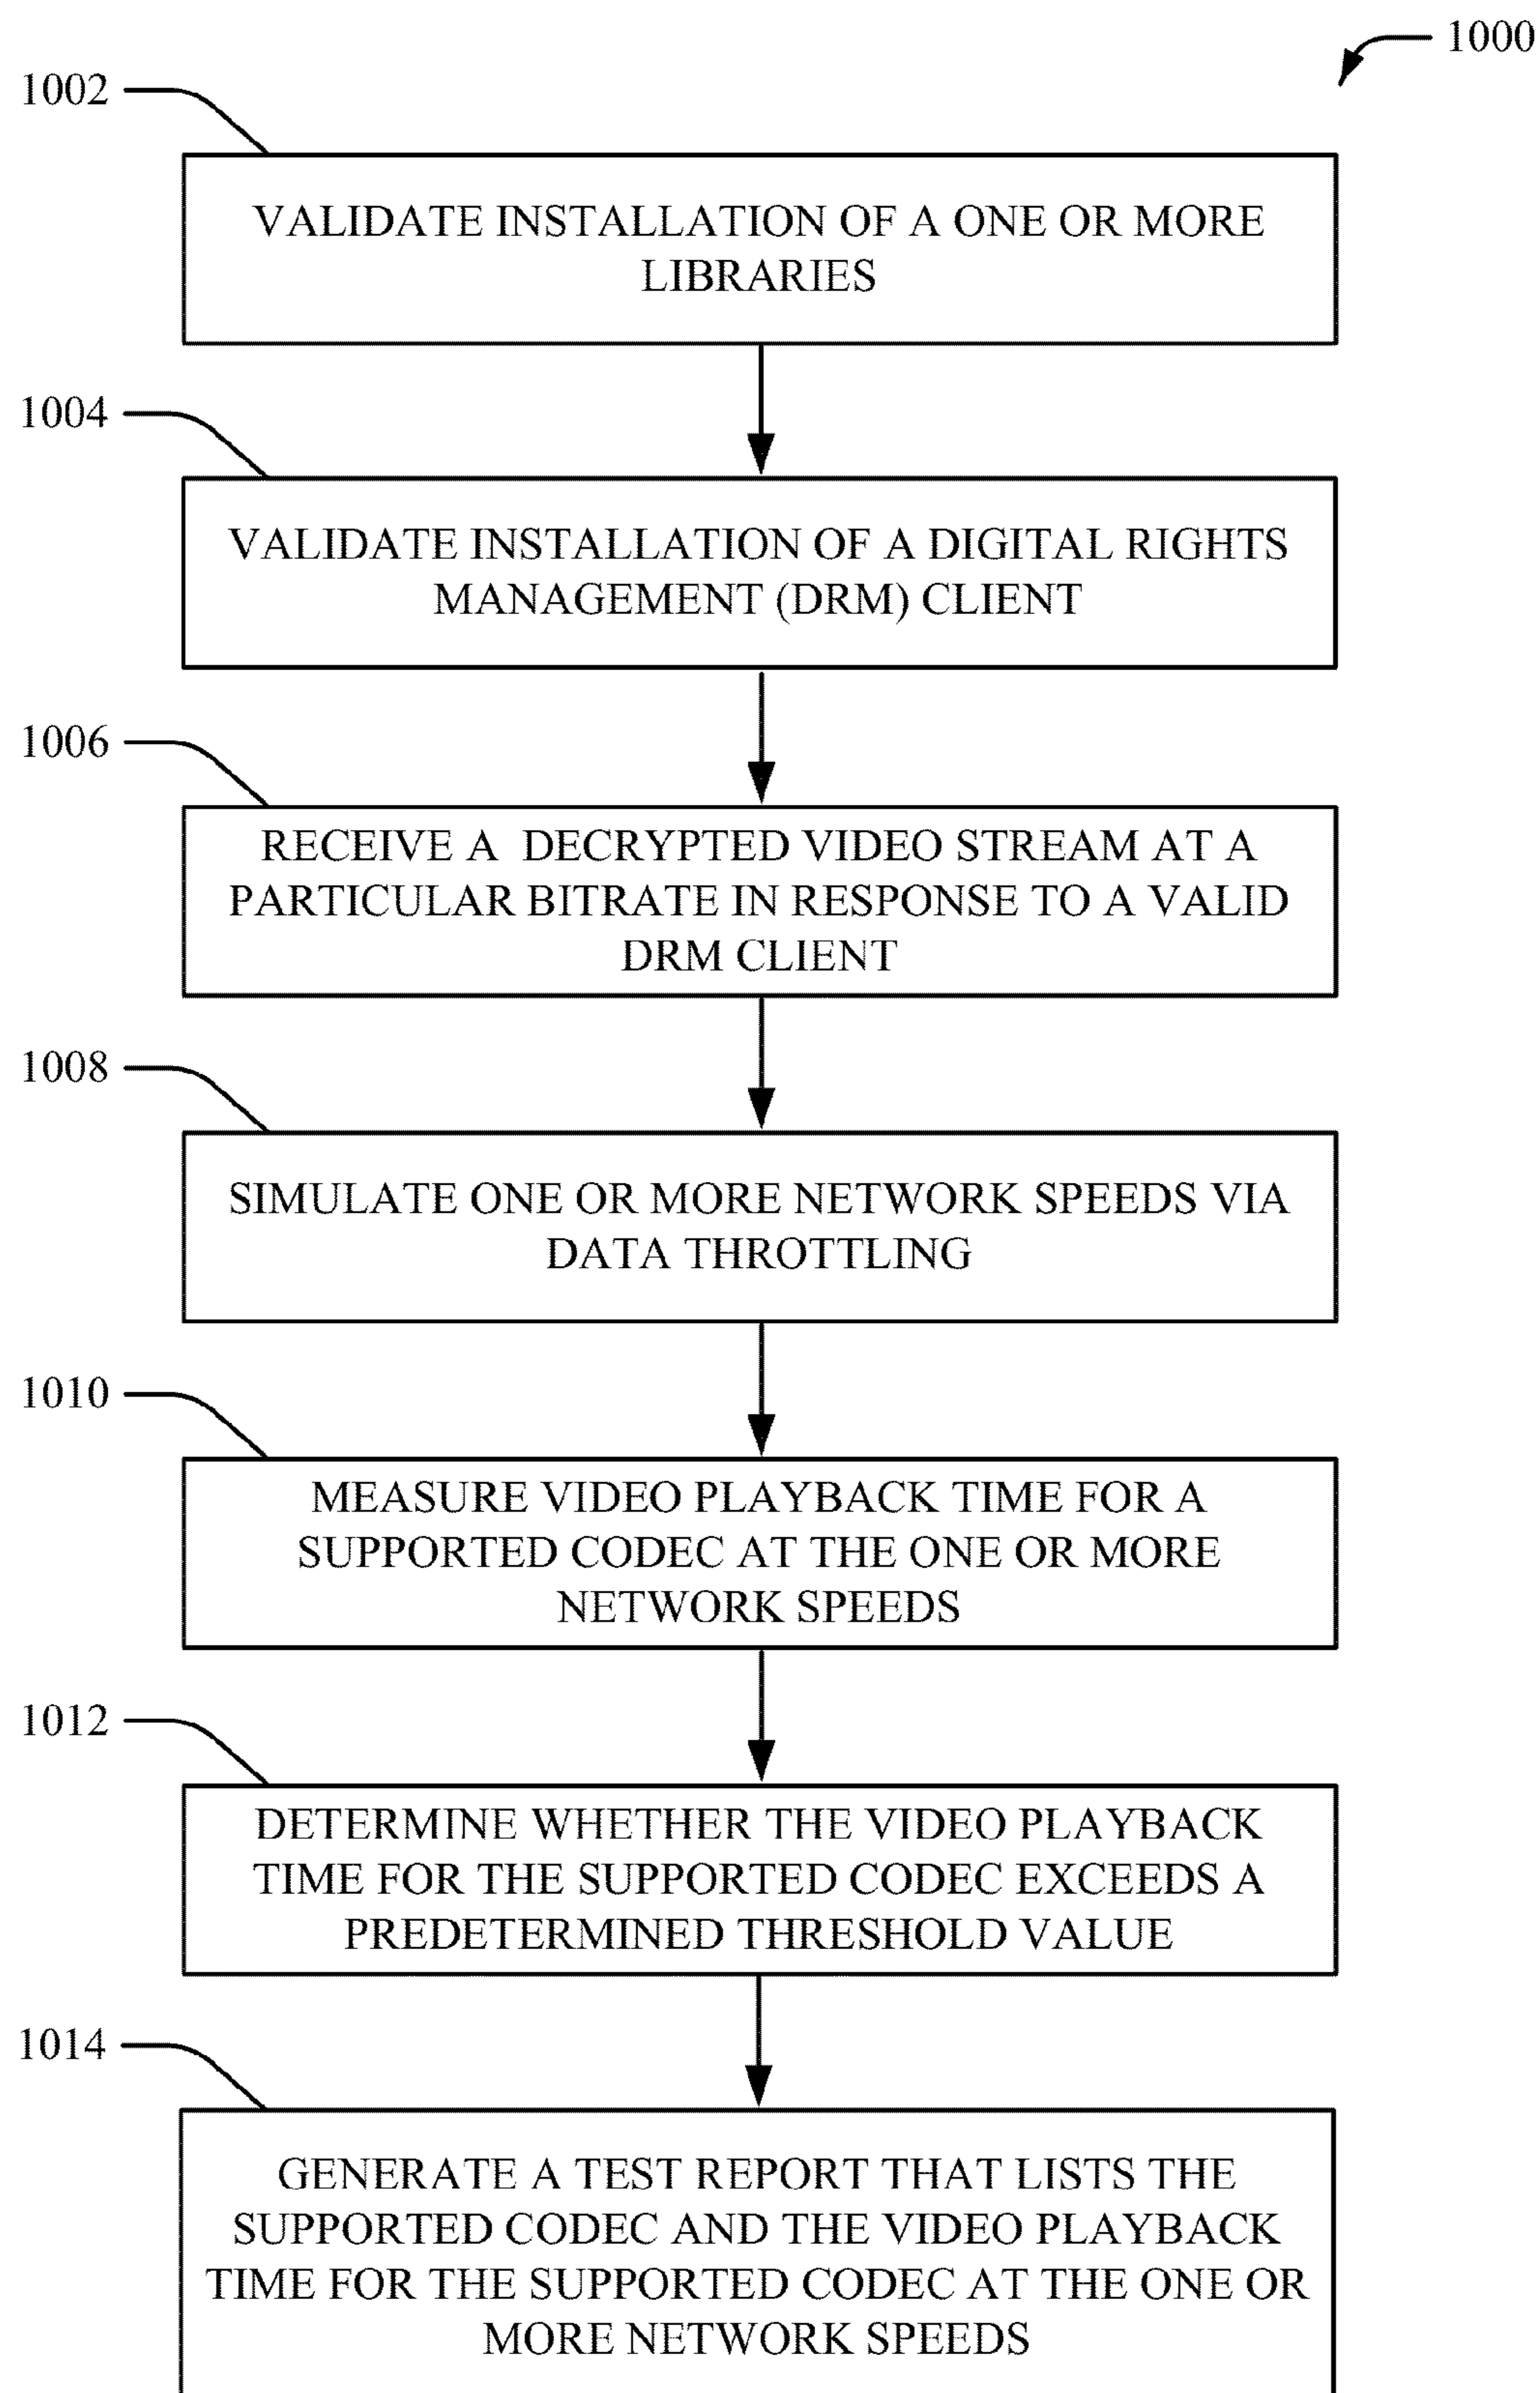 1000
1002
VALIDATE INSTALLATION OF A ONE OR MORE
LIBRARIES
1004
VALIDATE INSTALLATION OF A DIGITAL RIGHTS
MANAGEMENT (DRM) CLIENT
1006
RECEIVE A DECRYPTED VIDEO STREAM AT A
PARTICULAR BITRATE IN RESPONSE TO A VALID
DRM CLIENT
1008
SIMULATE ONE OR MORE NETWORK SPEEDS VIA
DATA THROTTLING
1010
MEASURE VIDEO PLAYBACK TIME FOR A
SUPPORTED CODEC AT THE ONE OR MORE
NETWORK SPEEDS
1012
DETERMINE WHETHER THE VIDEO PLAYBACK
TIME FOR THE SUPPORTED CODEC EXCEEDS A
PREDETERMINED THRESHOLD VALUE
1014
GENERATE A TEST REPORT THAT LISTS THE
SUPPORTED CODEC AND THE VIDEO PLAYBACK
TIME FOR THE SUPPORTED CODEC AT THE ONE OR
MORE NETWORK SPEEDS